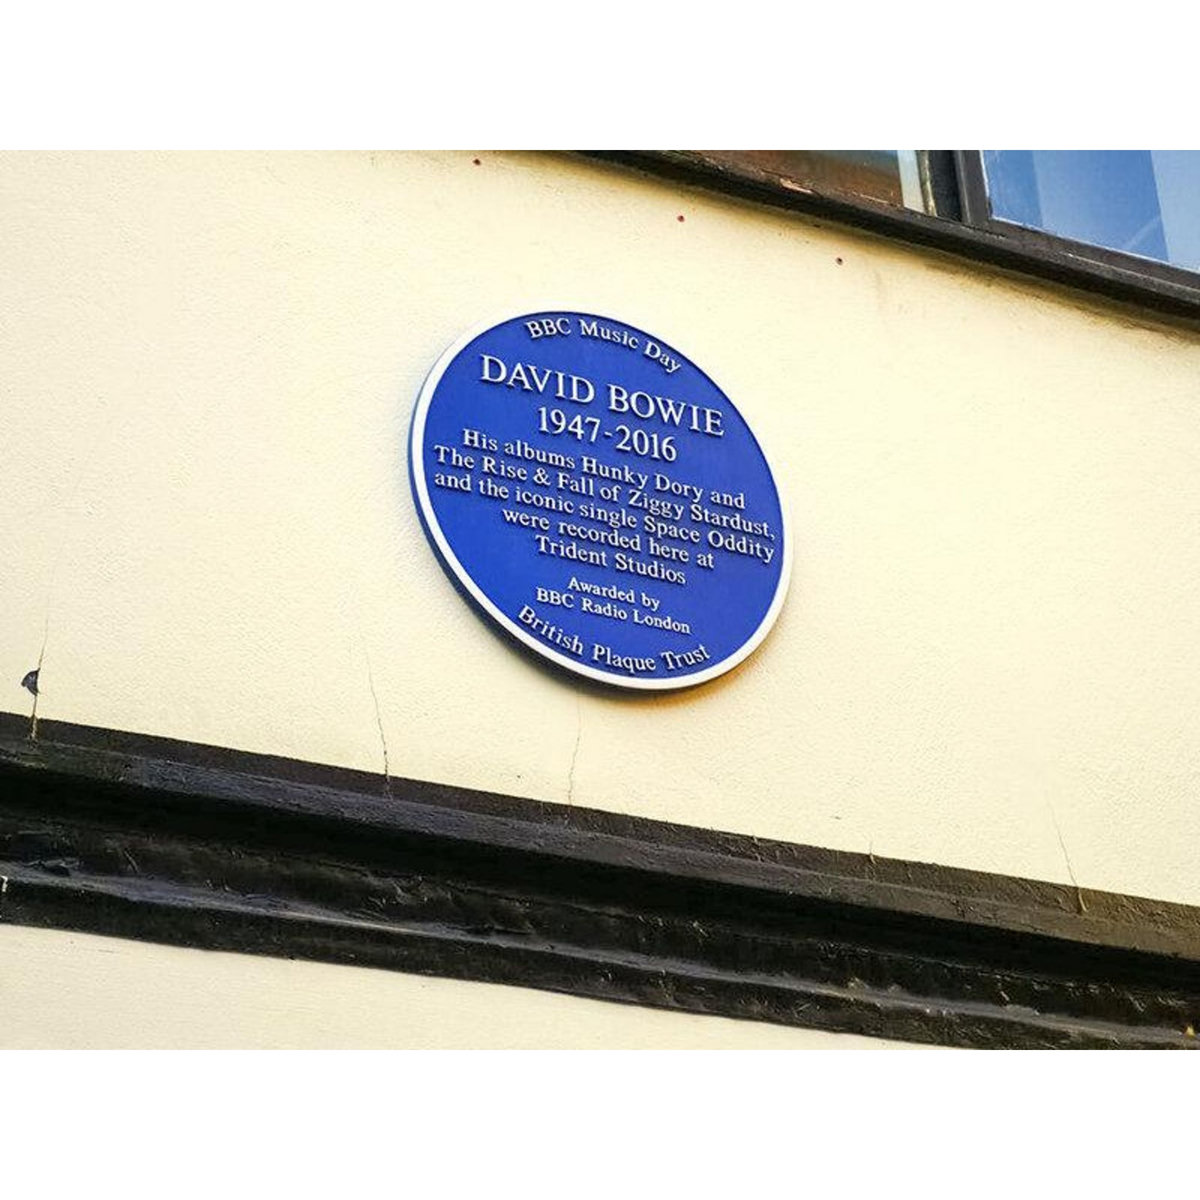 BBC Music Day
DAVID BOWIE
1947-2016
His albums Hunky Dory and
The Rise & Fall of Ziggy Stardust,
and the iconic single Space Oddity
were recorded here at
Trident Studios
Awarded by
BBC Radio London
British Plaque Trust